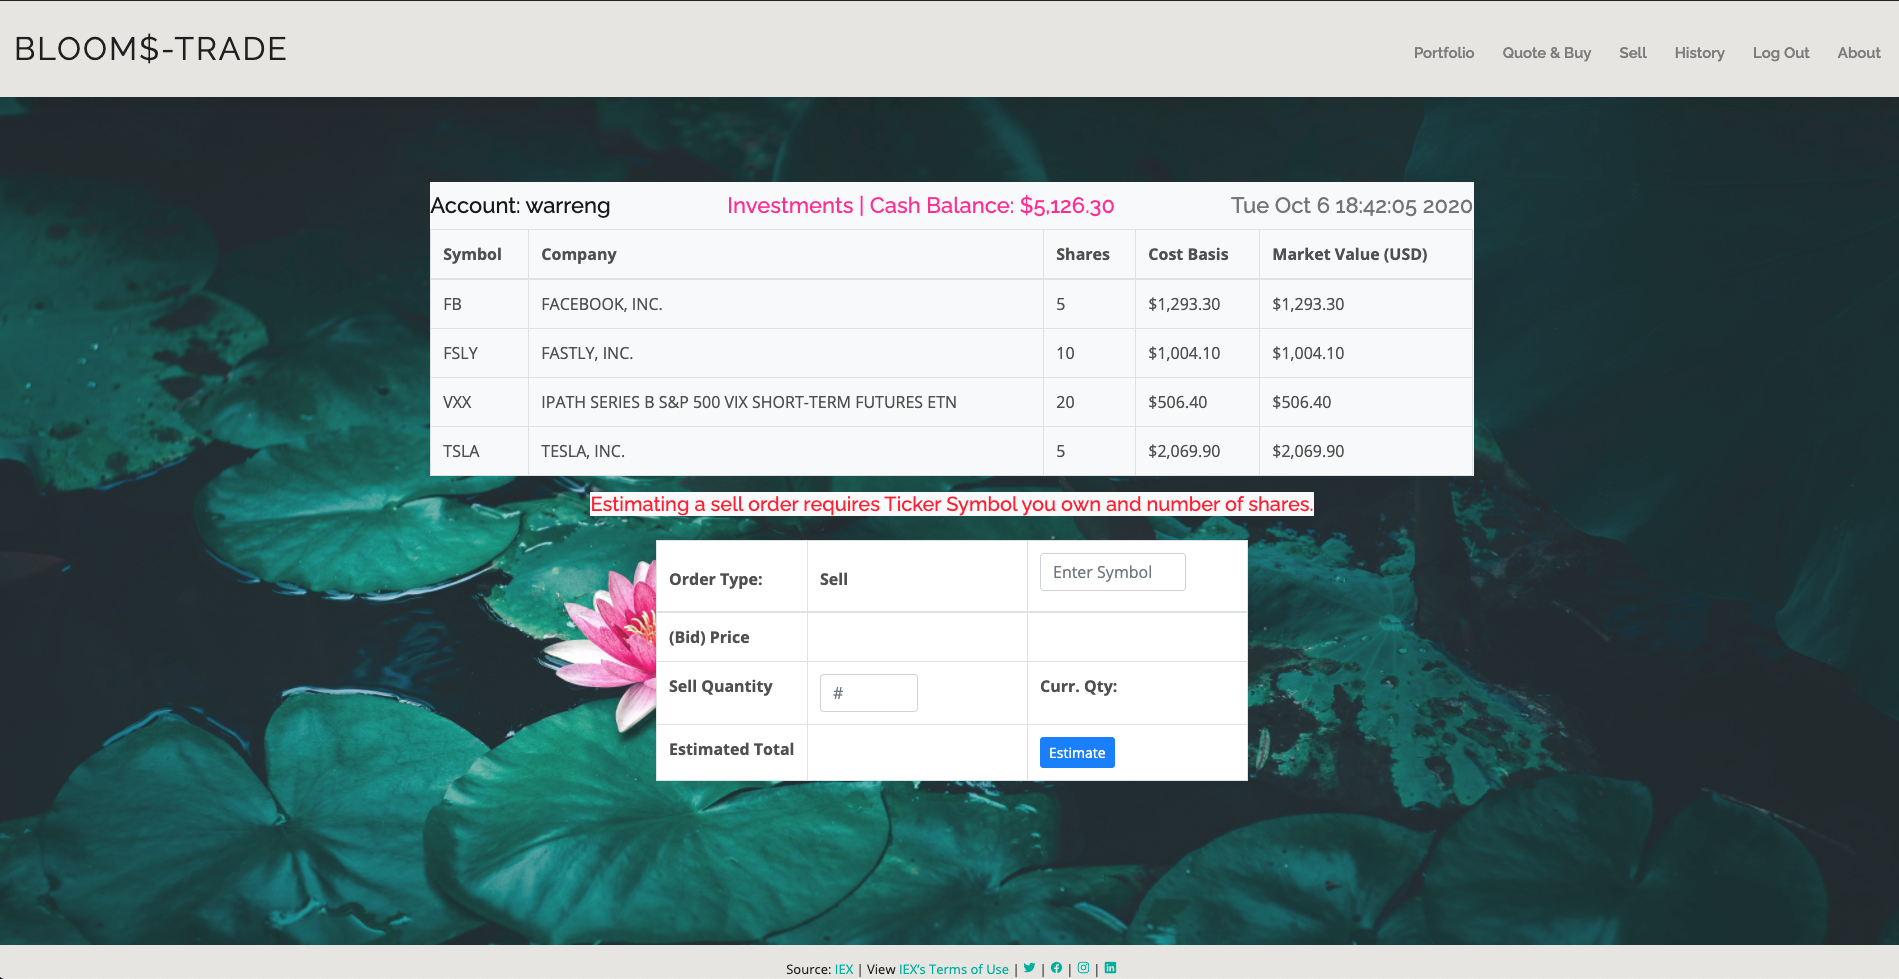 BLOOM$-TRADE
Portfolio Quote & Buy Sell History Log Out About
Account: warreng Investments | Cash Balance: $5,126.30 Tue Oct 6 18:42:05 2020
Symbol Company Shares Cost Basis Market Value (USD)
FB FACEBOOK, INC. 5 $1,293.30 $1,293.30
FSLY FASTLY, INC. 10 $1,004.10 $1,004.10
VXX IPATH SERIES B S&P 500 VIX SHORT-TERM FUTURES ETN 20 $506.40 $506.40
TSLA TESLA, INC. 5 $2,069.90 $2,069.90
Estimating a sell order requires Ticker Symbol you own and number of shares.
Order Type: Sell Enter Symbol
(Bid) Price
Sell Quantity # Curr. Qty:
Estimated Total Estimate
Source: IEX | View IEX's Terms of Use | | | |